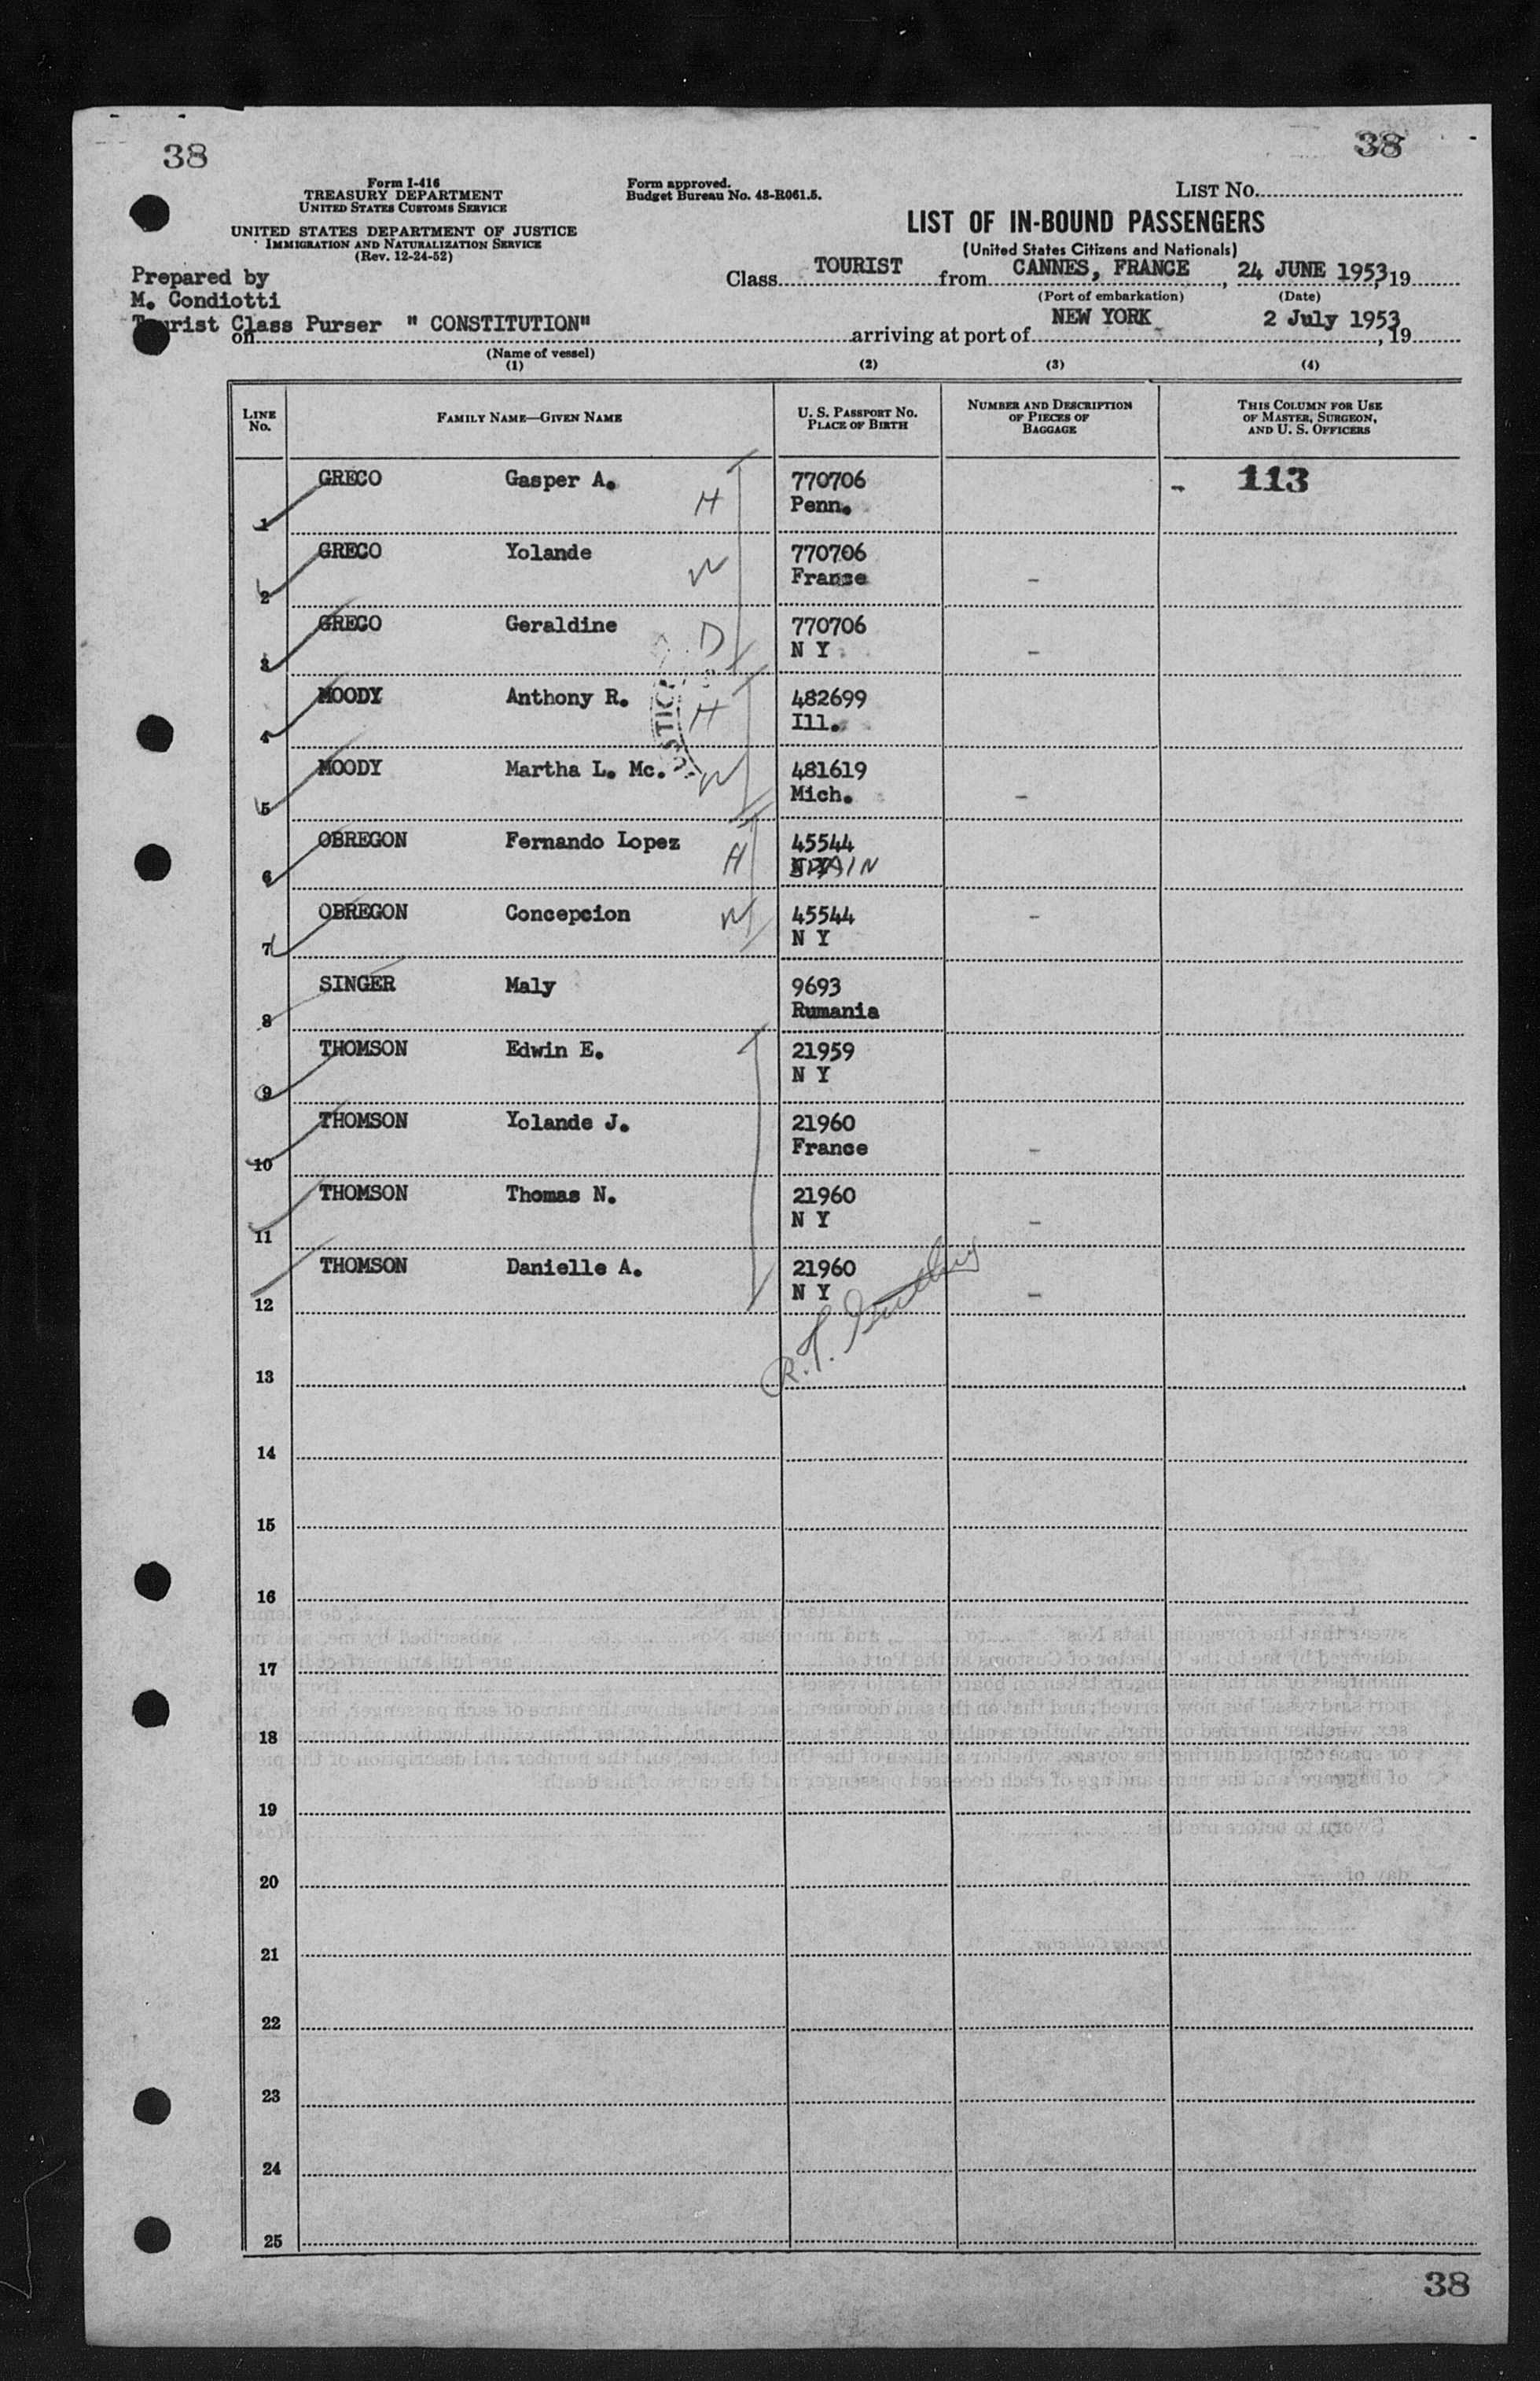 38
38
Form I-416
TREASURY DEPARTMENT
UNITED STATES CUSTOMS SERVICE
UNITED STATES DEPARTMENT OF JUSTICE
IMMIGRATION AND NATURALIZATION SERVICE
(Rev. 12-24-52)
Form approved.
Budget Bureau No. 43-R061.5.
LIST No.
LIST OF IN-BOUND PASSENGERS
(United States Citizens and Nationals)
Class TOURIST from CANNES, FRANCE, 24 JUNE 1953, 19
(Port of embarkation) (Date)
Prepared by
M. Condiotti
Tourist Class Purser " CONSTITUTION"
on arriving at port of NEW YORK 2 July 1953, 19
(Name of vessel)
(1) (2) (3) (4)
LINE No. FAMILY NAME—GIVEN NAME U. S. PASSPORT No. PLACE OF BIRTH NUMBER AND DESCRIPTION OF PIECES OF BAGGAGE THIS COLUMN FOR USE OF MASTER, SURGEON, AND U. S. OFFICERS
GRECO Gasper A. H 770706 - 113
1 Penn.
GRECO Yolande W 770706
2 France -
GRECO Geraldine D 770706
3 N Y -
MOODY Anthony R. H 482699
4 Ill.
MOODY Martha L. Mc. W 481619
5 Mich. -
OBREGON Fernando Lopez H 45544
6 SPAIN
OBREGON Concepcion W 45544 -
7 N Y
SINGER Maly 9693
8 Rumania
THOMSON Edwin E. 21959
9 N Y
THOMSON Yolande J. 21960
10 France -
THOMSON Thomas N. 21960
11 N Y -
THOMSON Danielle A. 21960
12 N Y -
R. T.
13
14
15
16
17
18
19
20
21
22
23
24
25
38